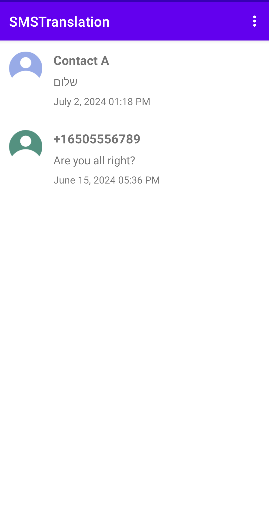 SMSTranslation
Contact A
שלום
July 2, 2024 01:18 PM
+16505556789
Are you all right?
June 15, 2024 05:36 PM